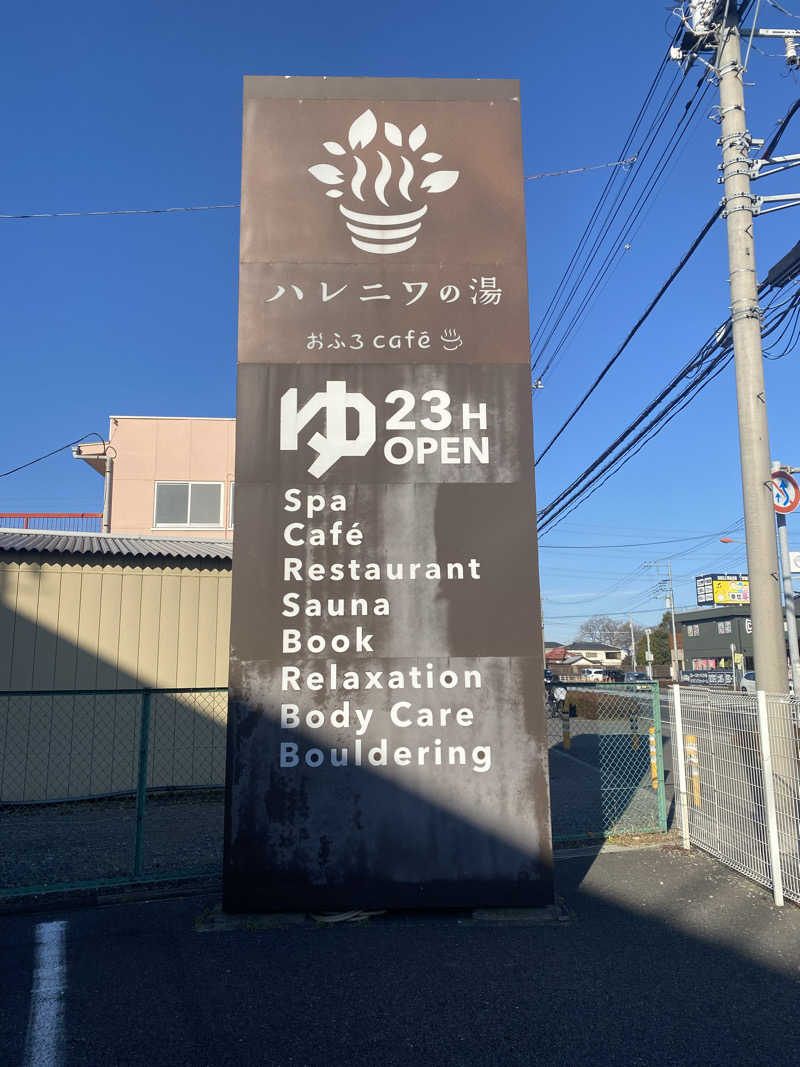 ハレニワの湯
おふろcafé
ゆ 23H
OPEN
Spa
Café
Restaurant
Sauna
Book
Relaxation
Body Care
Bouldering